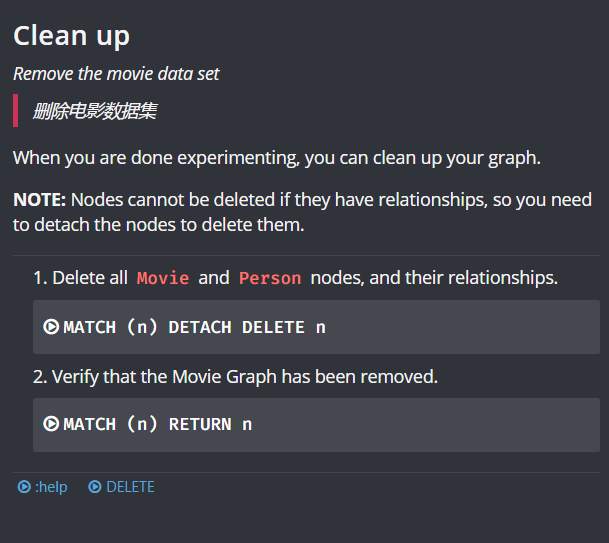 Clean up
Remove the movie data set
删除电影数据集
When you are done experimenting, you can clean up your graph.
NOTE: Nodes cannot be deleted if they have relationships, so you need
to detach the nodes to delete them.
1. Delete all Movie and Person nodes, and their relationships.
MATCH (n) DETACH DELETE n
2. Verify that the Movie Graph has been removed.
MATCH (n) RETURN n
:help DELETE